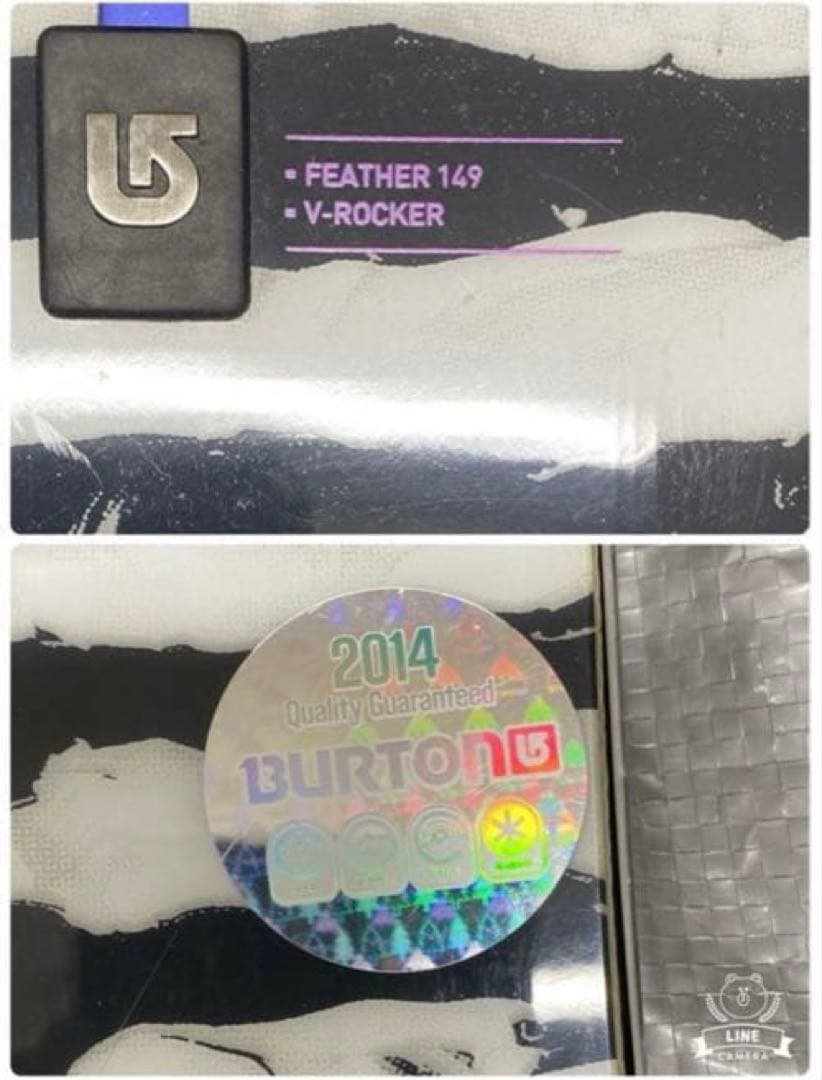 ▪ FEATHER 149
▪ V-ROCKER
2014
Quality Guaranteed
BURTON
LINE
CAMERA